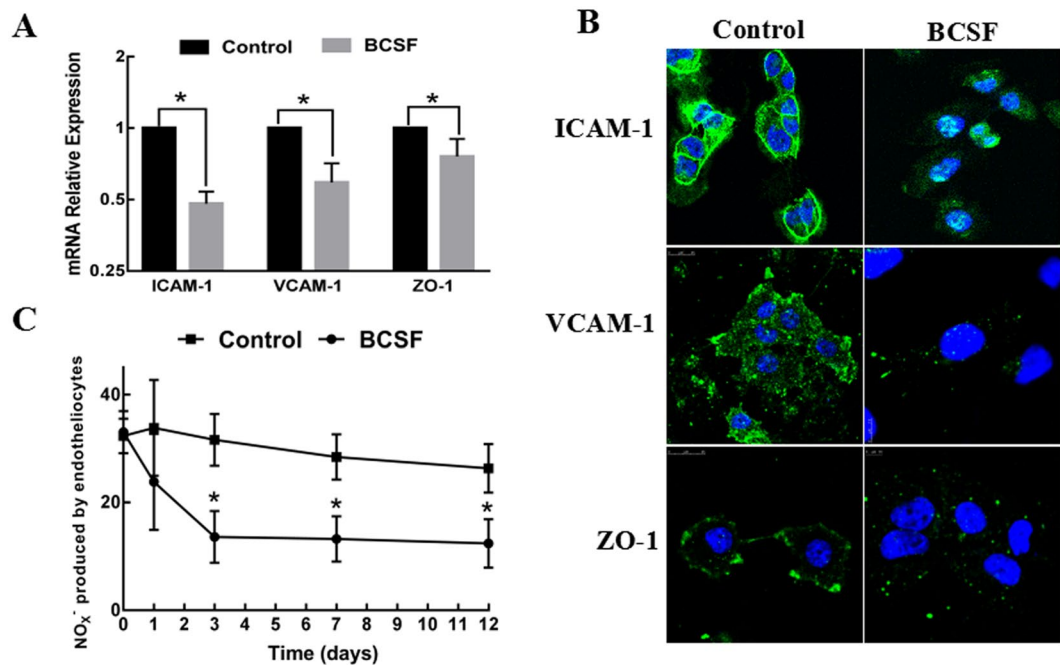 A
Control BCSF
mRNA Relative Expression
2
1
0.5
0.25
* * *
ICAM-1 VCAM-1 ZO-1
B
Control BCSF
ICAM-1
VCAM-1
ZO-1
C
Control BCSF
NOx- produced by endotheliocytes
40
20
0
* * *
0 1 2 3 4 5 6 7 8 9 10 11 12
Time (days)